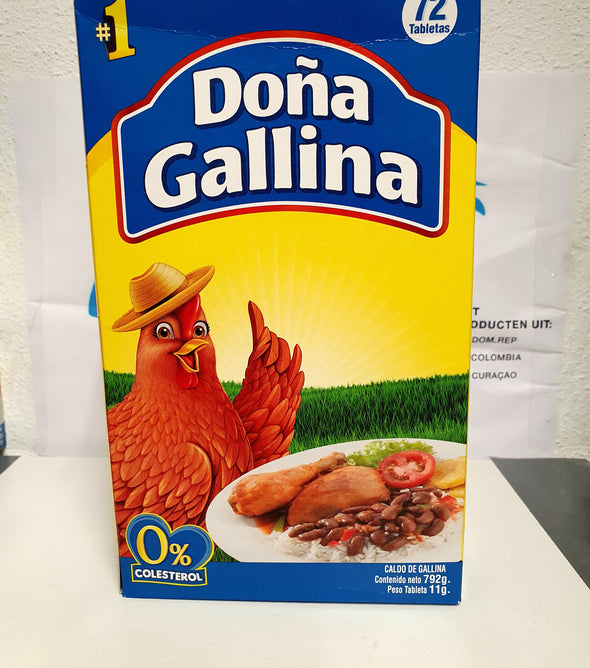 #1
72
Tabletas
Doña
Gallina
T
ODUCTEN UIT:
DOM.REP
COLOMBIA
CURAÇAO
0%
COLESTEROL
CALDO DE GALLINA
Contenido neto 792g.
Peso Tableta 11g.